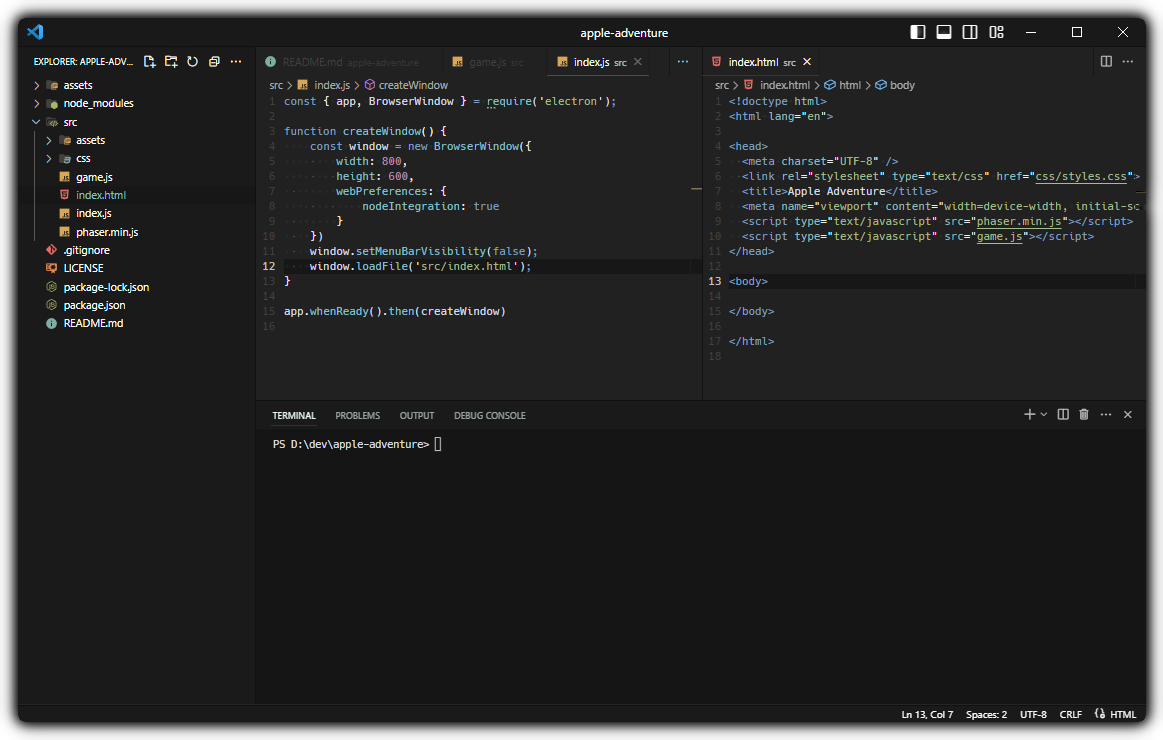 apple-adventure
EXPLORER: APPLE-ADV...
assets
node_modules
src
assets
css
game.js
index.html
index.js
phaser.min.js
.gitignore
LICENSE
package-lock.json
package.json
README.md
README.md apple-adventure
game.js src
index.js src
src > index.js > createWindow
1 const { app, BrowserWindow } = require('electron');
2
3 function createWindow() {
4 const window = new BrowserWindow({
5 width: 800,
6 height: 600,
7 webPreferences: {
8 nodeIntegration: true
9 }
10 })
11 window.setMenuBarVisibility(false);
12 window.loadFile('src/index.html');
13 }
14
15 app.whenReady().then(createWindow)
16
index.html src
src > index.html > html > body
1 <!doctype html>
2 <html lang="en">
3
4 <head>
5 <meta charset="UTF-8" />
6 <link rel="stylesheet" type="text/css" href="css/styles.css">
7 <title>Apple Adventure</title>
8 <meta name="viewport" content="width=device-width, initial-sc
9 <script type="text/javascript" src="phaser.min.js"></script>
10 <script type="text/javascript" src="game.js"></script>
11 </head>
12
13 <body>
14
15 </body>
16
17 </html>
18
TERMINAL PROBLEMS OUTPUT DEBUG CONSOLE
PS D:\dev\apple-adventure>
Ln 13, Col 7 Spaces: 2 UTF-8 CRLF HTML